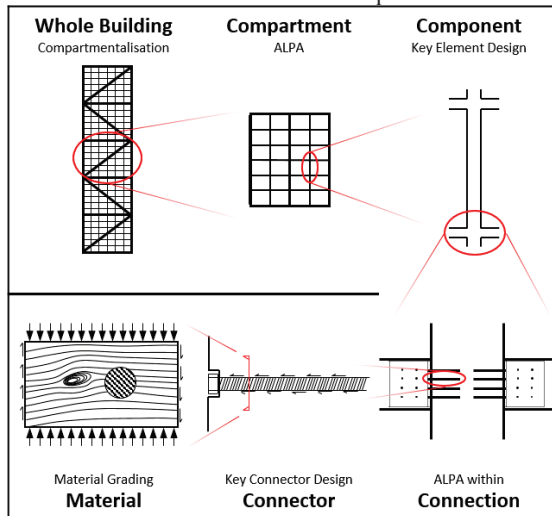 Whole Building
Compartment
Component
Compartmentalisation
ALPA
Key Element Design
Material Grading
Key Connector Design
ALPA within
Material
Connector
Connection